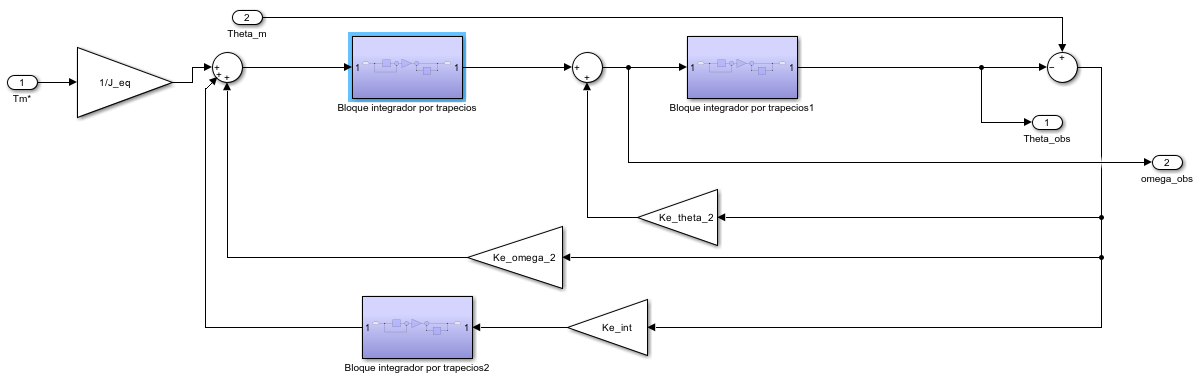 2
Theta_m
1
Tm*
1/J_eq
+
+
+
1
1
Bloque integrador por trapecios
+
+
1
1
Bloque integrador por trapecios1
+
−
1
Theta_obs
2
omega_obs
Ke_theta_2
Ke_omega_2
1
1
Bloque integrador por trapecios2
Ke_int